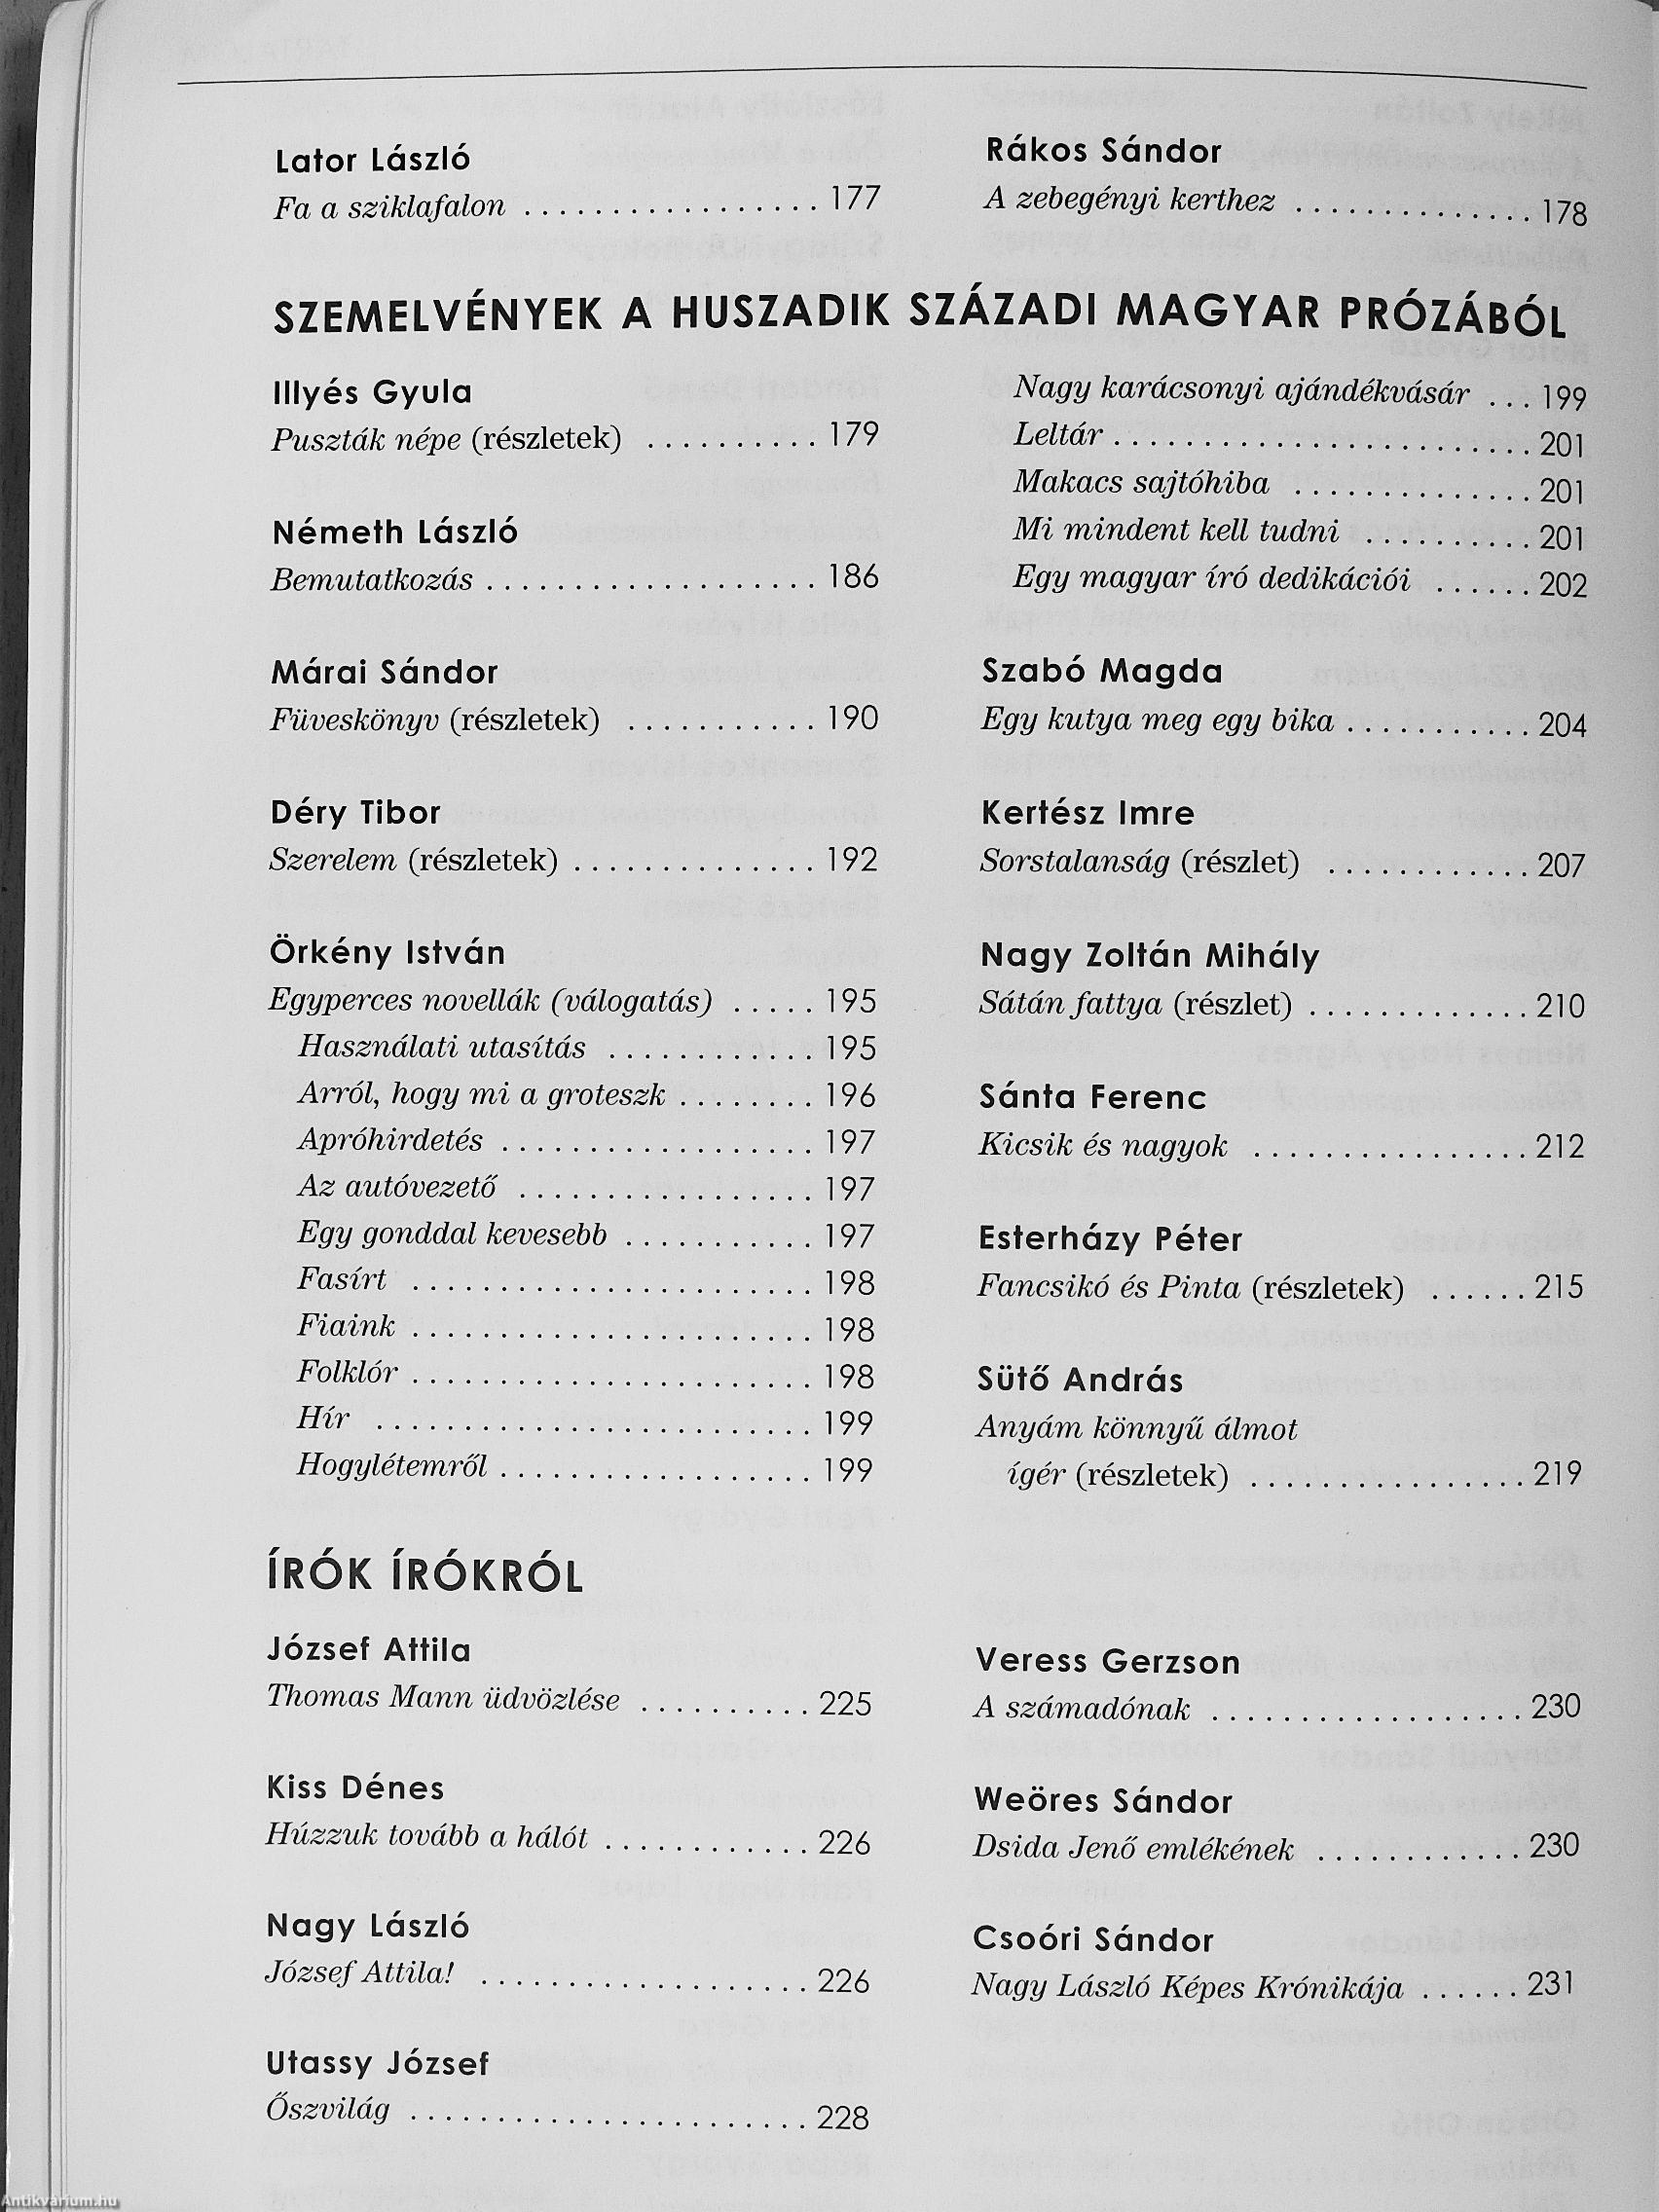 Lator László
Fa a sziklafalon . . . . . . . . . . . . . . . . . 177
Rákos Sándor
A zebegényi kerthez . . . . . . . . . . . . . . 178
SZEMELVÉNYEK A HUSZADIK SZÁZADI MAGYAR PRÓZÁBÓL
Illyés Gyula
Puszták népe (részletek) . . . . . . . . . . 179
Németh László
Bemutatkozás . . . . . . . . . . . . . . . . . . . 186
Márai Sándor
Füveskönyv (részletek) . . . . . . . . . . . 190
Déry Tibor
Szerelem (részletek) . . . . . . . . . . . . . . 192
Örkény István
Egyperces novellák (válogatás) . . . . . 195
Használati utasítás . . . . . . . . . . . . 195
Arról, hogy mi a groteszk . . . . . . . . 196
Apróhirdetés . . . . . . . . . . . . . . . . . . 197
Az autóvezető . . . . . . . . . . . . . . . . . 197
Egy gonddal kevesebb . . . . . . . . . . . 197
Fasírt . . . . . . . . . . . . . . . . . . . . . . . 198
Fiaink . . . . . . . . . . . . . . . . . . . . . . . 198
Folklór . . . . . . . . . . . . . . . . . . . . . . . 198
Hír . . . . . . . . . . . . . . . . . . . . . . . . . 199
Hogylétemről . . . . . . . . . . . . . . . . . . 199
Nagy karácsonyi ajándékvásár . . . 199
Leltár . . . . . . . . . . . . . . . . . . . . . . . . 201
Makacs sajtóhiba . . . . . . . . . . . . . . 201
Mi mindent kell tudni . . . . . . . . . . 201
Egy magyar író dedikációi . . . . . . 202
Szabó Magda
Egy kutya meg egy bika . . . . . . . . . . . 204
Kertész Imre
Sorstalanság (részlet) . . . . . . . . . . . . 207
Nagy Zoltán Mihály
Sátán fattya (részlet) . . . . . . . . . . . . . 210
Sánta Ferenc
Kicsik és nagyok . . . . . . . . . . . . . . . . 212
Esterházy Péter
Fancsikó és Pinta (részletek) . . . . . . 215
Sütő András
Anyám könnyű álmot
ígér (részletek) . . . . . . . . . . . . . . . . 219
ÍRÓK ÍRÓKRÓL
József Attila
Thomas Mann üdvözlése . . . . . . . . . . 225
Kiss Dénes
Húzzuk tovább a hálót . . . . . . . . . . . . 226
Nagy László
József Attila! . . . . . . . . . . . . . . . . . . . 226
Utassy József
Őszvilág . . . . . . . . . . . . . . . . . . . . . . . 228
Veress Gerzson
A számadónak . . . . . . . . . . . . . . . . . . 230
Weöres Sándor
Dsida Jenő emlékének . . . . . . . . . . . . 230
Csoóri Sándor
Nagy László Képes Krónikája . . . . . . 231
Antikvarium.hu